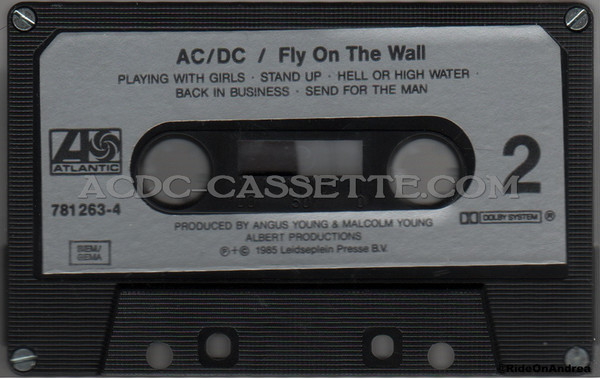 AC/DC / Fly On The Wall
PLAYING WITH GIRLS · STAND UP · HELL OR HIGH WATER ·
BACK IN BUSINESS · SEND FOR THE MAN
ATLANTIC
2
ACDC-CASSETTE.COM
781 263-4
DOLBY SYSTEM ®
PRODUCED BY ANGUS YOUNG & MALCOLM YOUNG
ALBERT PRODUCTIONS
℗+© 1985 Leidseplein Presse B.V.
BIEM/
GEMA
©RideOnAndrea